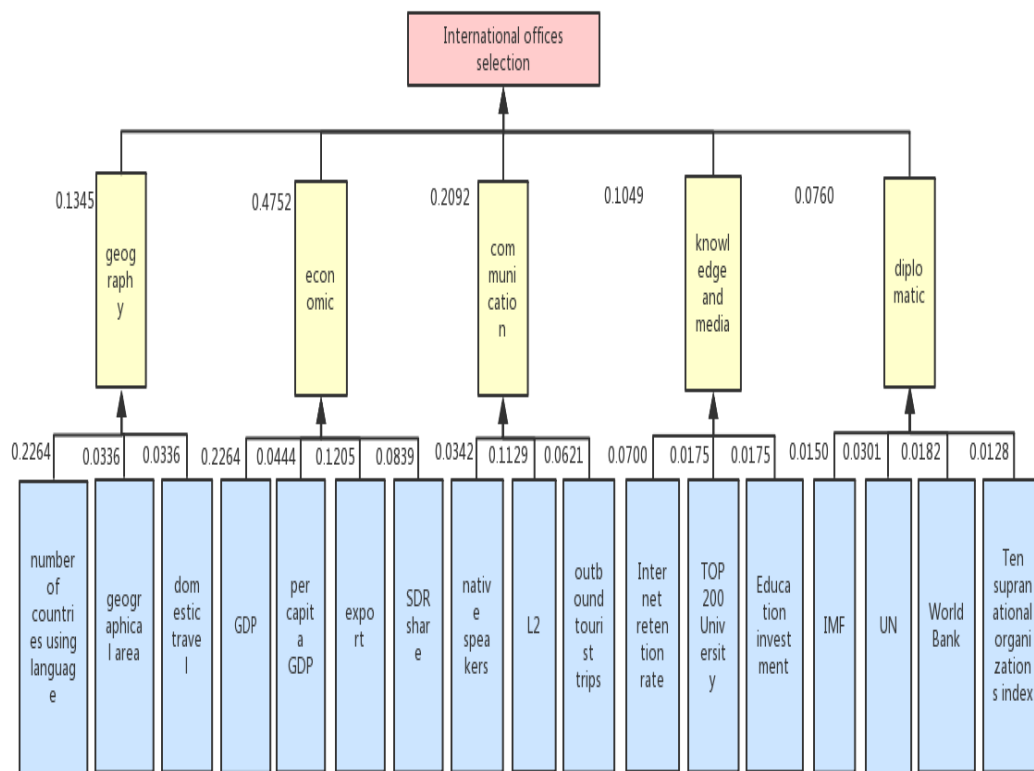 International offices
selection
0.1345
0.4752
0.2092
0.1049
0.0760
geog
raph
y
econ
omic
com
muni
catio
n
knowl
edge and
media
diplo
matic
0.2264
0.0336
0.0336
0.2264
0.0444
0.1205
0.0839
0.0342
0.1129
0.0621
0.0700
0.0175
0.0175
0.0150
0.0301
0.0182
0.0128
number
of
countri
es using
languag
e
geogr
aphica
l area
dom
estic
trave
l
GDP
per
capit
a
GDP
expo
rt
SDR
shar
e
nativ
e
spea
kers
L2
outb
ound
touri
st
trips
Inter
net
reten
tion
rate
TOP
200
Univ
ersit
y
Educa
tion
invest
ment
IMF
UN
World
Bank
Ten
supran
ational
organi
zation
s index